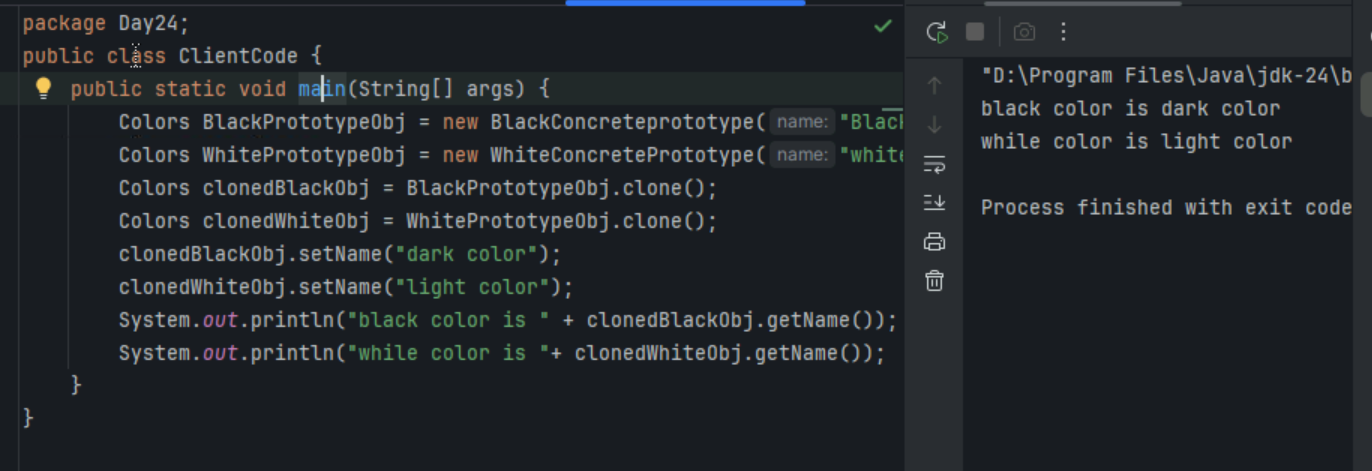 package Day24;
public class ClientCode {
public static void main(String[] args) {
Colors BlackPrototypeObj = new BlackConcreteprototype( name: "Black
Colors WhitePrototypeObj = new WhiteConcretePrototype( name: "white
Colors clonedBlackObj = BlackPrototypeObj.clone();
Colors clonedWhiteObj = WhitePrototypeObj.clone();
clonedBlackObj.setName("dark color");
clonedWhiteObj.setName("light color");
System.out.println("black color is " + clonedBlackObj.getName());
System.out.println("while color is "+ clonedWhiteObj.getName());
}
}
"D:\Program Files\Java\jdk-24\b
black color is dark color
while color is light color
Process finished with exit code